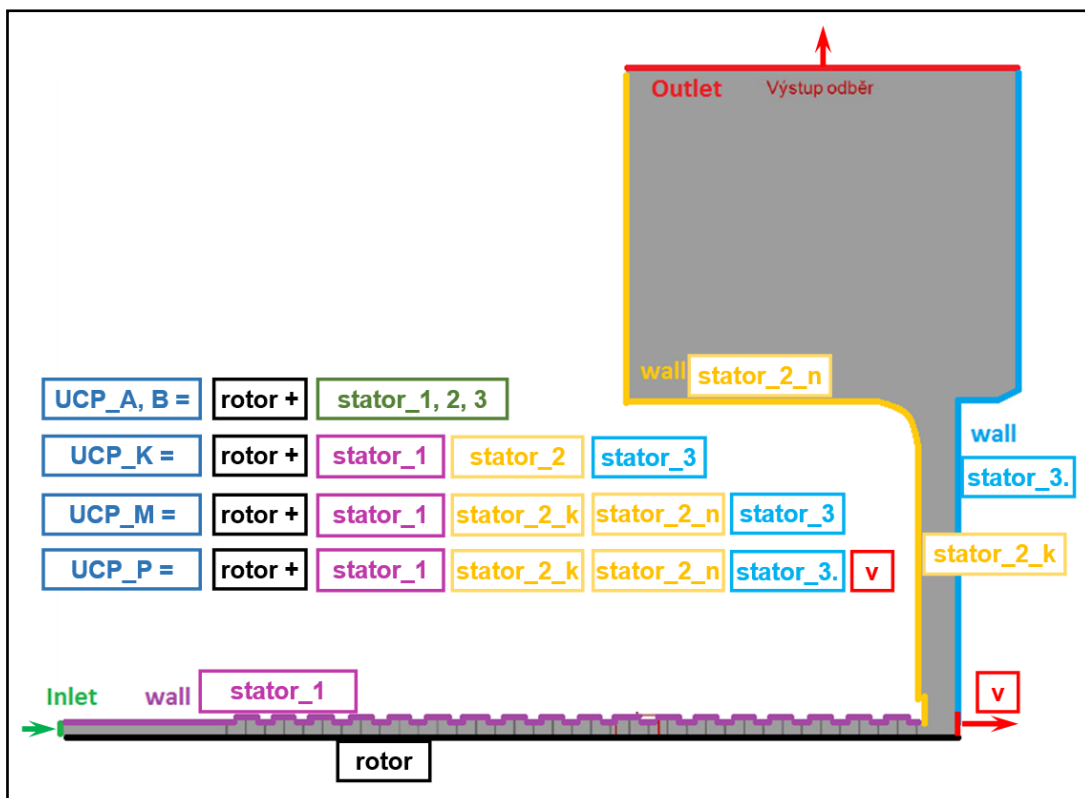 Outlet Výstup odběr
wall stator_2_n
UCP_A, B = rotor + stator_1, 2, 3
wall
UCP_K = rotor + stator_1 stator_2 stator_3
stator_3.
UCP_M = rotor + stator_1 stator_2_k stator_2_n stator_3
stator_2_k
UCP_P = rotor + stator_1 stator_2_k stator_2_n stator_3. v
Inlet wall stator_1
v
rotor